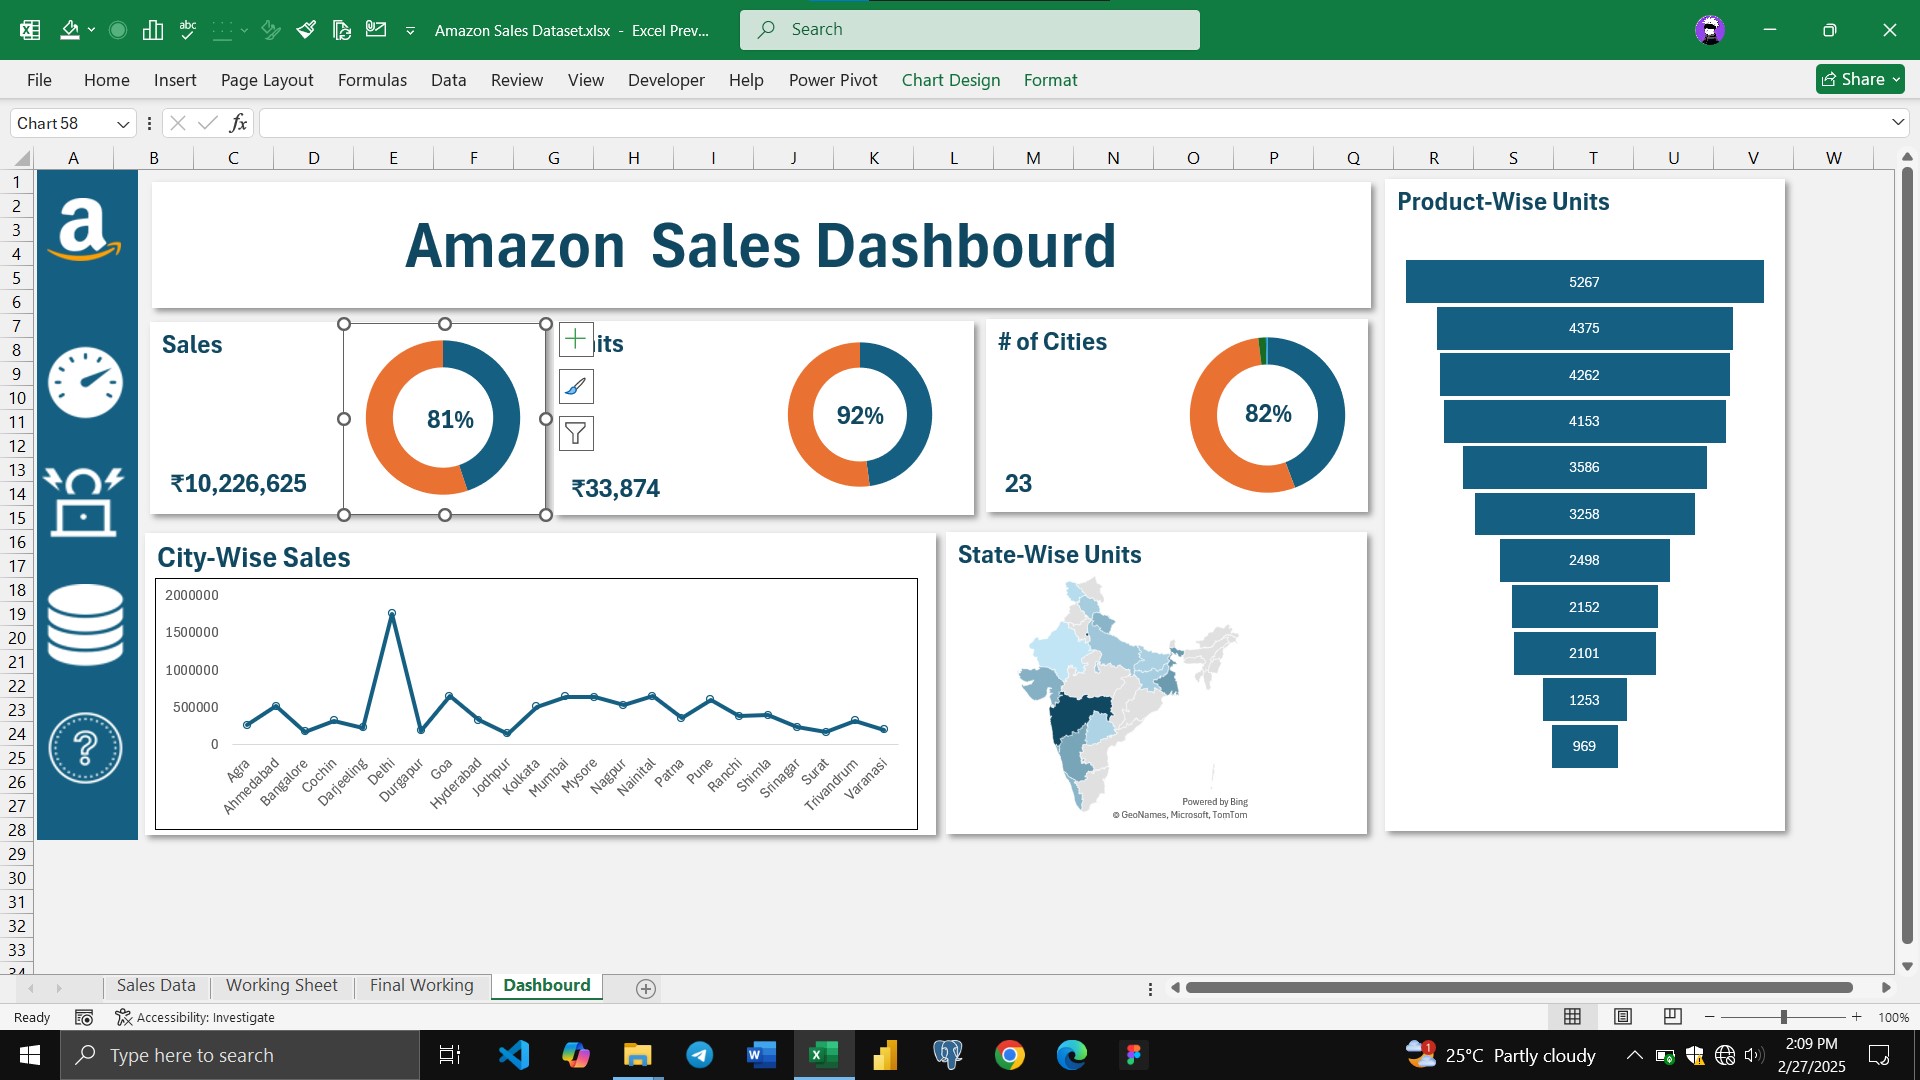 abc
Amazon Sales Dataset.xlsx - Excel Prev...
Search
File Home Insert Page Layout Formulas Data Review View Developer Help Power Pivot Chart Design Format
Share
Chart 58
fx
A B C D E F G H I J K L M N O P Q R S T U V W
1
2
3
4
5
6
7
8
9
10
11
12
13
14
15
16
17
18
19
20
21
22
23
24
25
26
27
28
29
30
31
32
33
34
a
Amazon Sales Dashbourd
Sales
81%
₹10,226,625
its
92%
₹33,874
# of Cities
82%
23
City-Wise Sales
2000000
1500000
1000000
500000
0
Agra
Ahmedabad
Bangalore
Cochin
Darjeeling
Delhi
Durgapur
Goa
Hyderabad
Jodhpur
Kolkata
Mumbai
Mysore
Nagpur
Nainital
Patna
Pune
Ranchi
Shimla
Srinagar
Surat
Trivandrum
Varanasi
State-Wise Units
Powered by Bing
© GeoNames, Microsoft, TomTom
Product-Wise Units
5267
4375
4262
4153
3586
3258
2498
2152
2101
1253
969
?
Sales Data Working Sheet Final Working Dashbourd
Ready Accessibility: Investigate
100%
Type here to search
1
25°C Partly cloudy
2:09 PM
2/27/2025